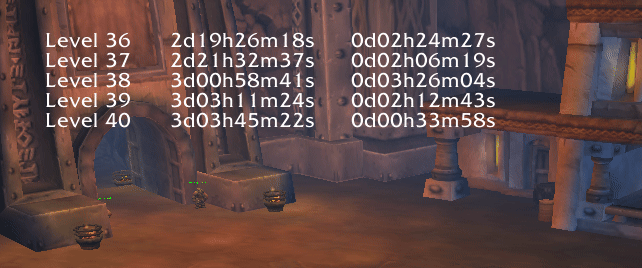 Level 36 2d19h26m18s 0d02h24m27s
Level 37 2d21h32m37s 0d02h06m19s
Level 38 3d00h58m41s 0d03h26m04s
Level 39 3d03h11m24s 0d02h12m43s
Level 40 3d03h45m22s 0d00h33m58s